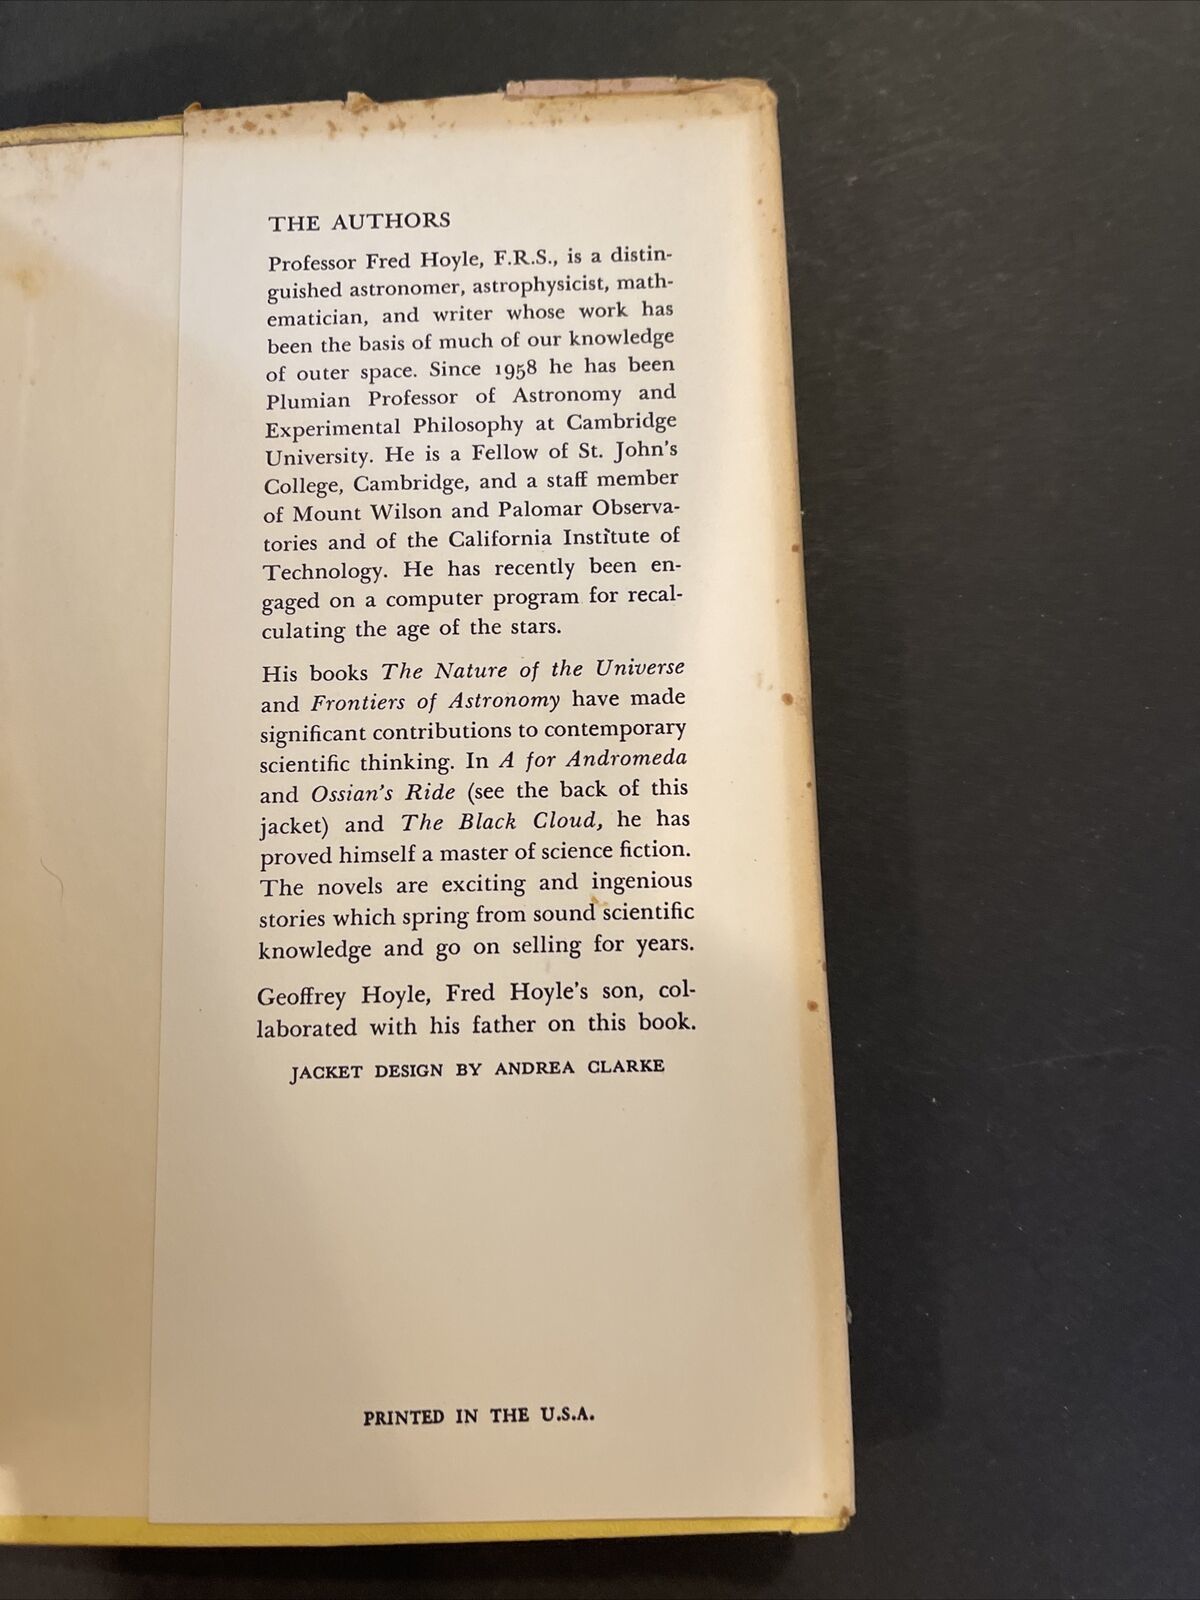 THE AUTHORS
Professor Fred Hoyle, F.R.S., is a distin-
guished astronomer, astrophysicist, math-
ematician, and writer whose work has
been the basis of much of our knowledge
of outer space. Since 1958 he has been
Plumian Professor of Astronomy and
Experimental Philosophy at Cambridge
University. He is a Fellow of St. John's
College, Cambridge, and a staff member
of Mount Wilson and Palomar Observa-
tories and of the California Institute of
Technology. He has recently been en-
gaged on a computer program for recal-
culating the age of the stars.
His books The Nature of the Universe
and Frontiers of Astronomy have made
significant contributions to contemporary
scientific thinking. In A for Andromeda
and Ossian's Ride (see the back of this
jacket) and The Black Cloud, he has
proved himself a master of science fiction.
The novels are exciting and ingenious
stories which spring from sound scientific
knowledge and go on selling for years.
Geoffrey Hoyle, Fred Hoyle's son, col-
laborated with his father on this book.
JACKET DESIGN BY ANDREA CLARKE
PRINTED IN THE U.S.A.